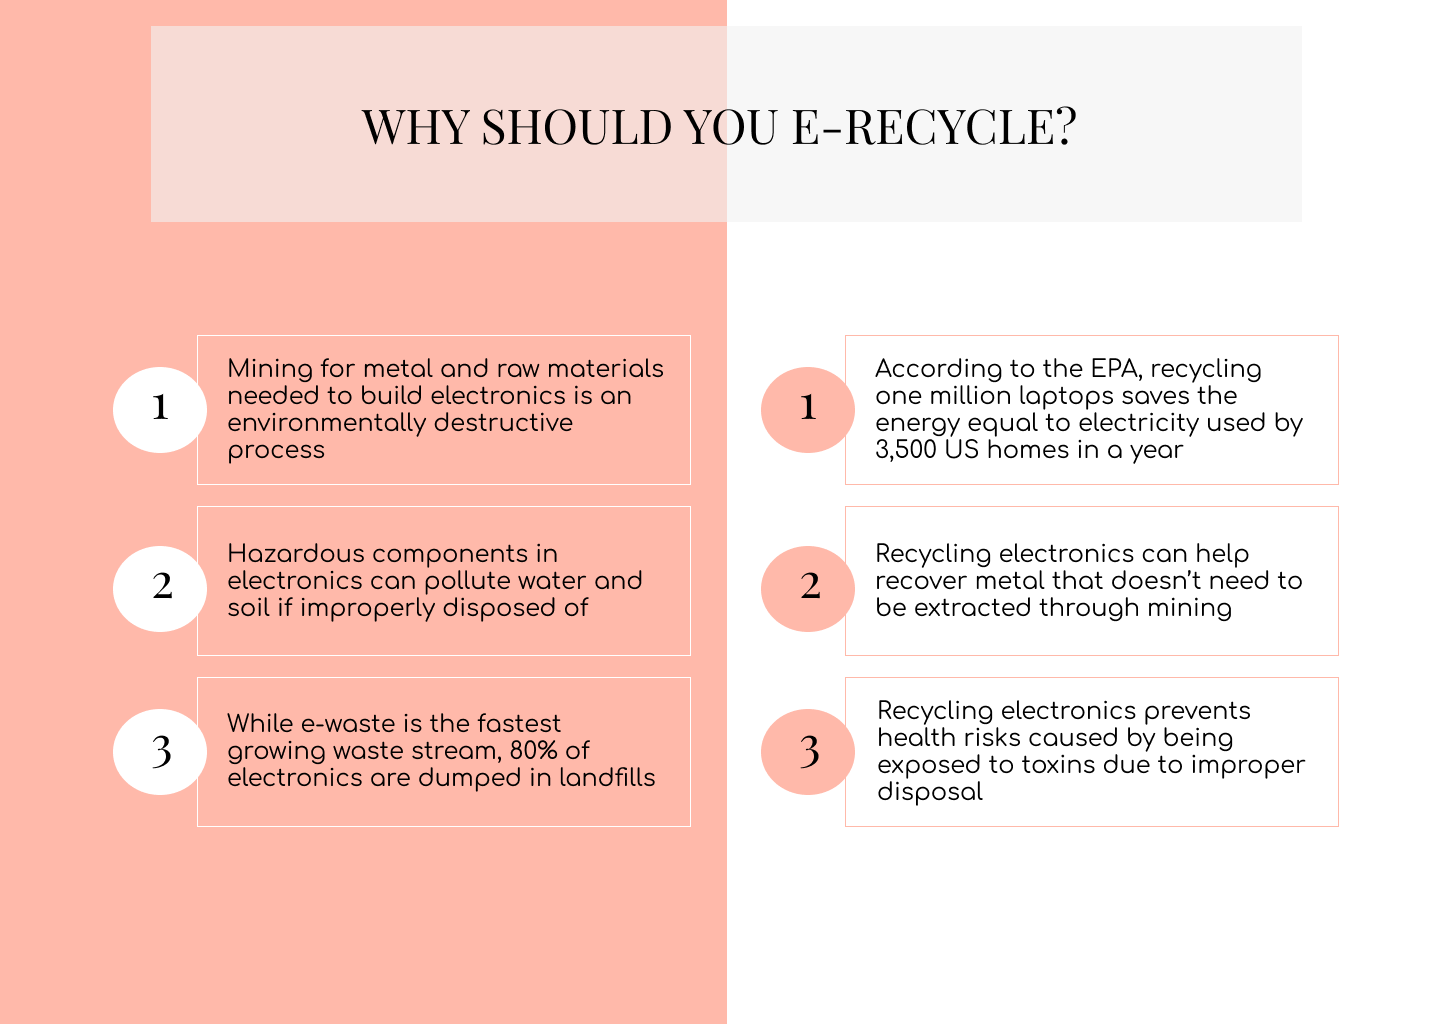 WHY SHOULD YOU E-RECYCLE?
1
Mining for metal and raw materials
needed to build electronics is an
environmentally destructive
process
2
Hazardous components in
electronics can pollute water and
soil if improperly disposed of
3
While e-waste is the fastest
growing waste stream, 80% of
electronics are dumped in landfills
1
According to the EPA, recycling
one million laptops saves the
energy equal to electricity used by
3,500 US homes in a year
2
Recycling electronics can help
recover metal that doesn't need to
be extracted through mining
3
Recycling electronics prevents
health risks caused by being
exposed to toxins due to improper
disposal